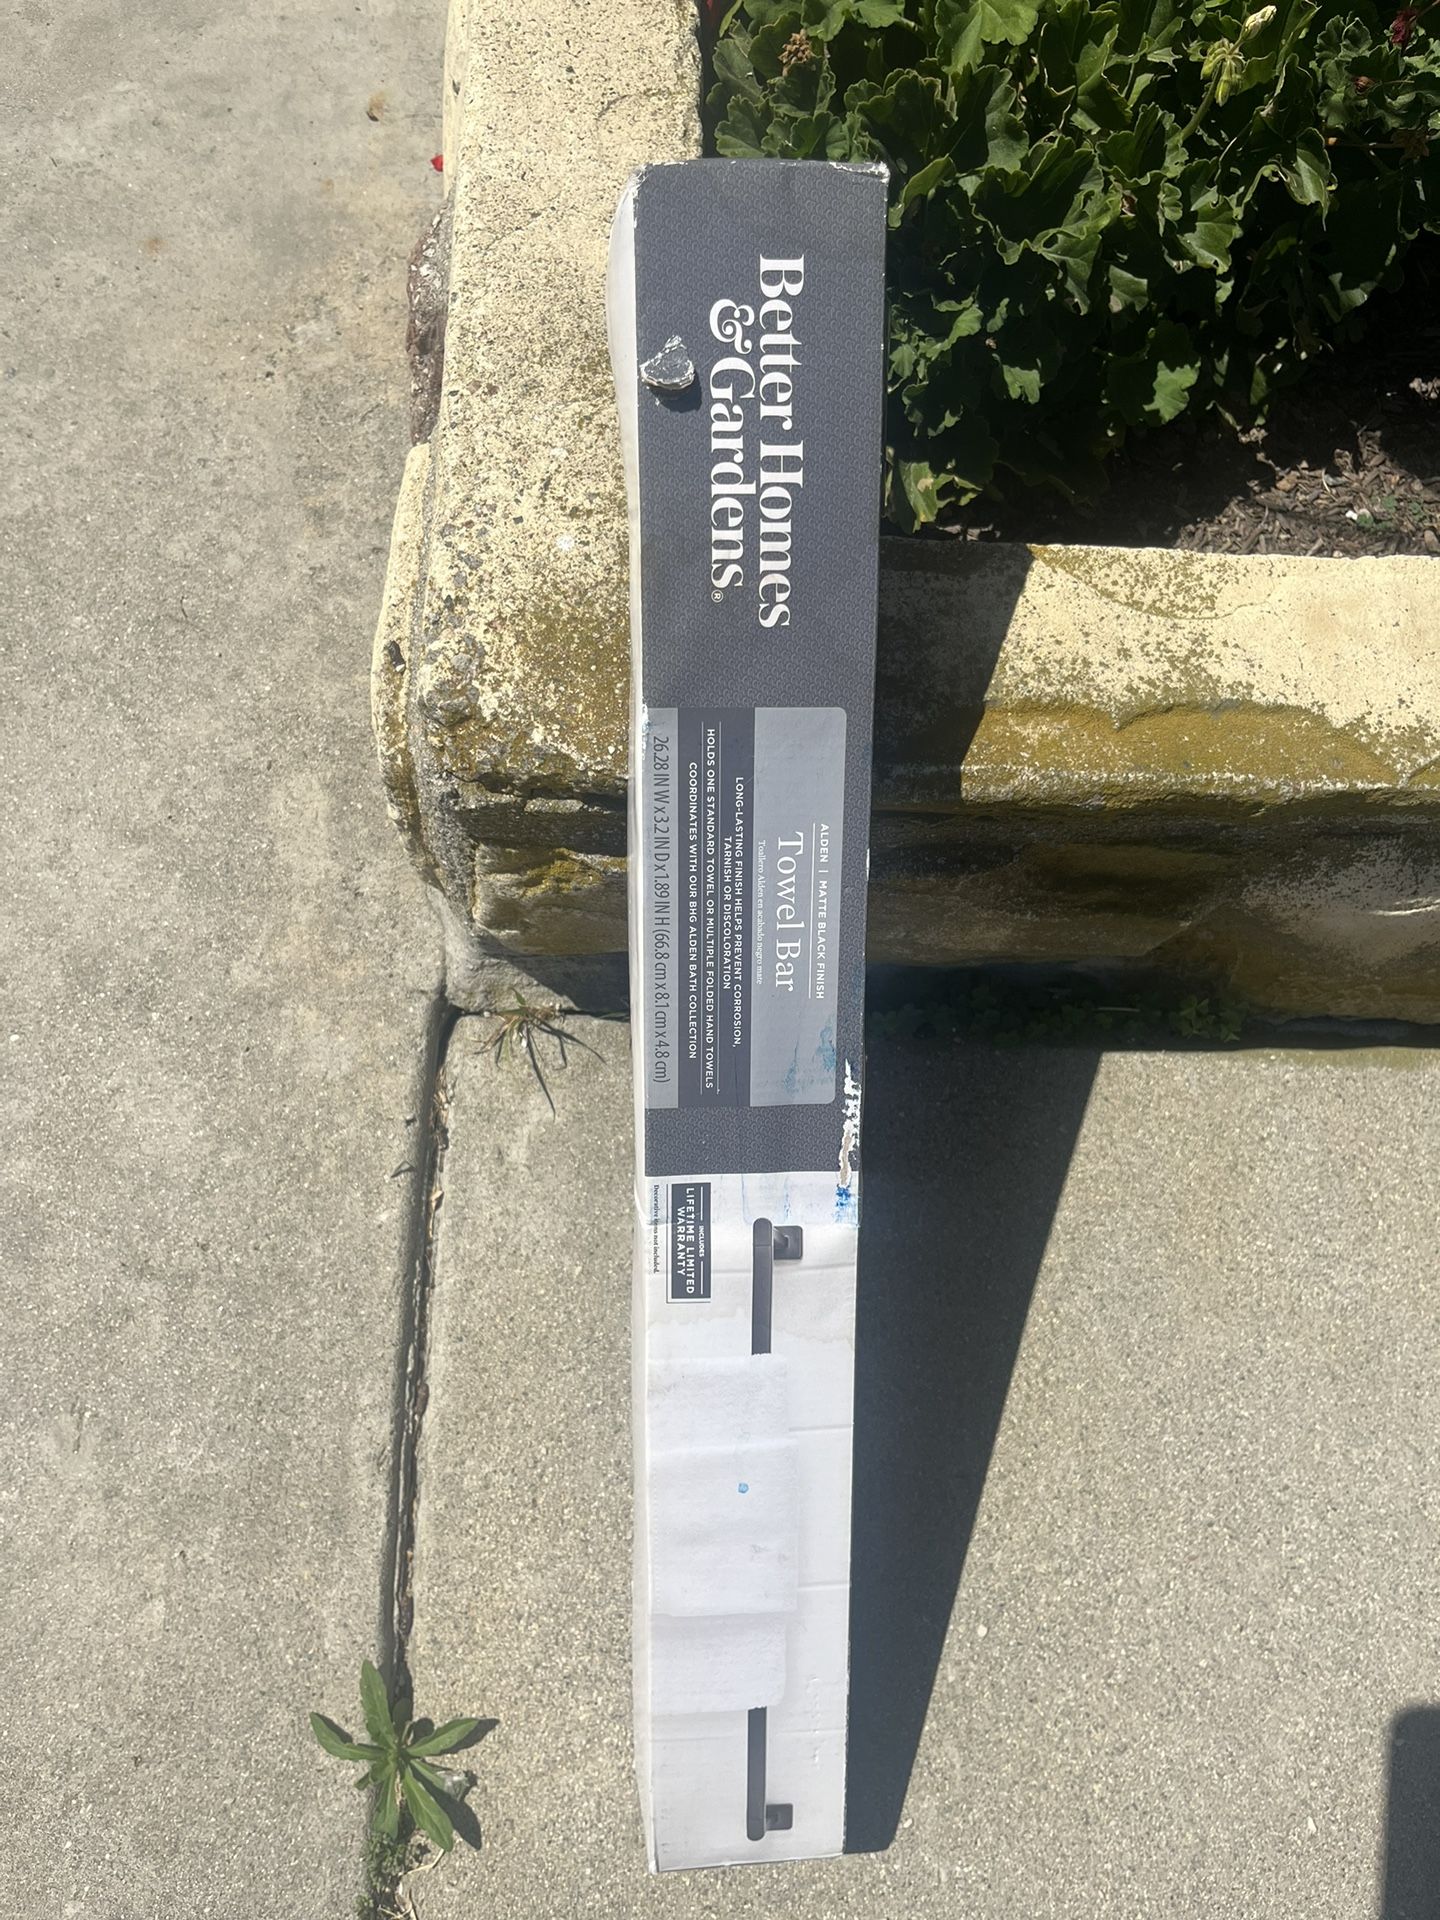 Better Homes
& Gardens®
ALDEN | MATTE BLACK FINISH
Towel Bar
Toallero Alden en acabado negro mate
LONG-LASTING FINISH HELPS PREVENT CORROSION,
TARNISH OR DISCOLORATION
HOLDS ONE STANDARD TOWEL OR MULTIPLE FOLDED HAND TOWELS
COORDINATES WITH OUR BHG ALDEN BATH COLLECTION
26.28 IN W x 3.2 IN D x 1.89 IN H (66.8 cm x 8.1 cm x 4.8 cm)
INCLUDES
LIFETIME LIMITED
WARRANTY
Decorative items not included.